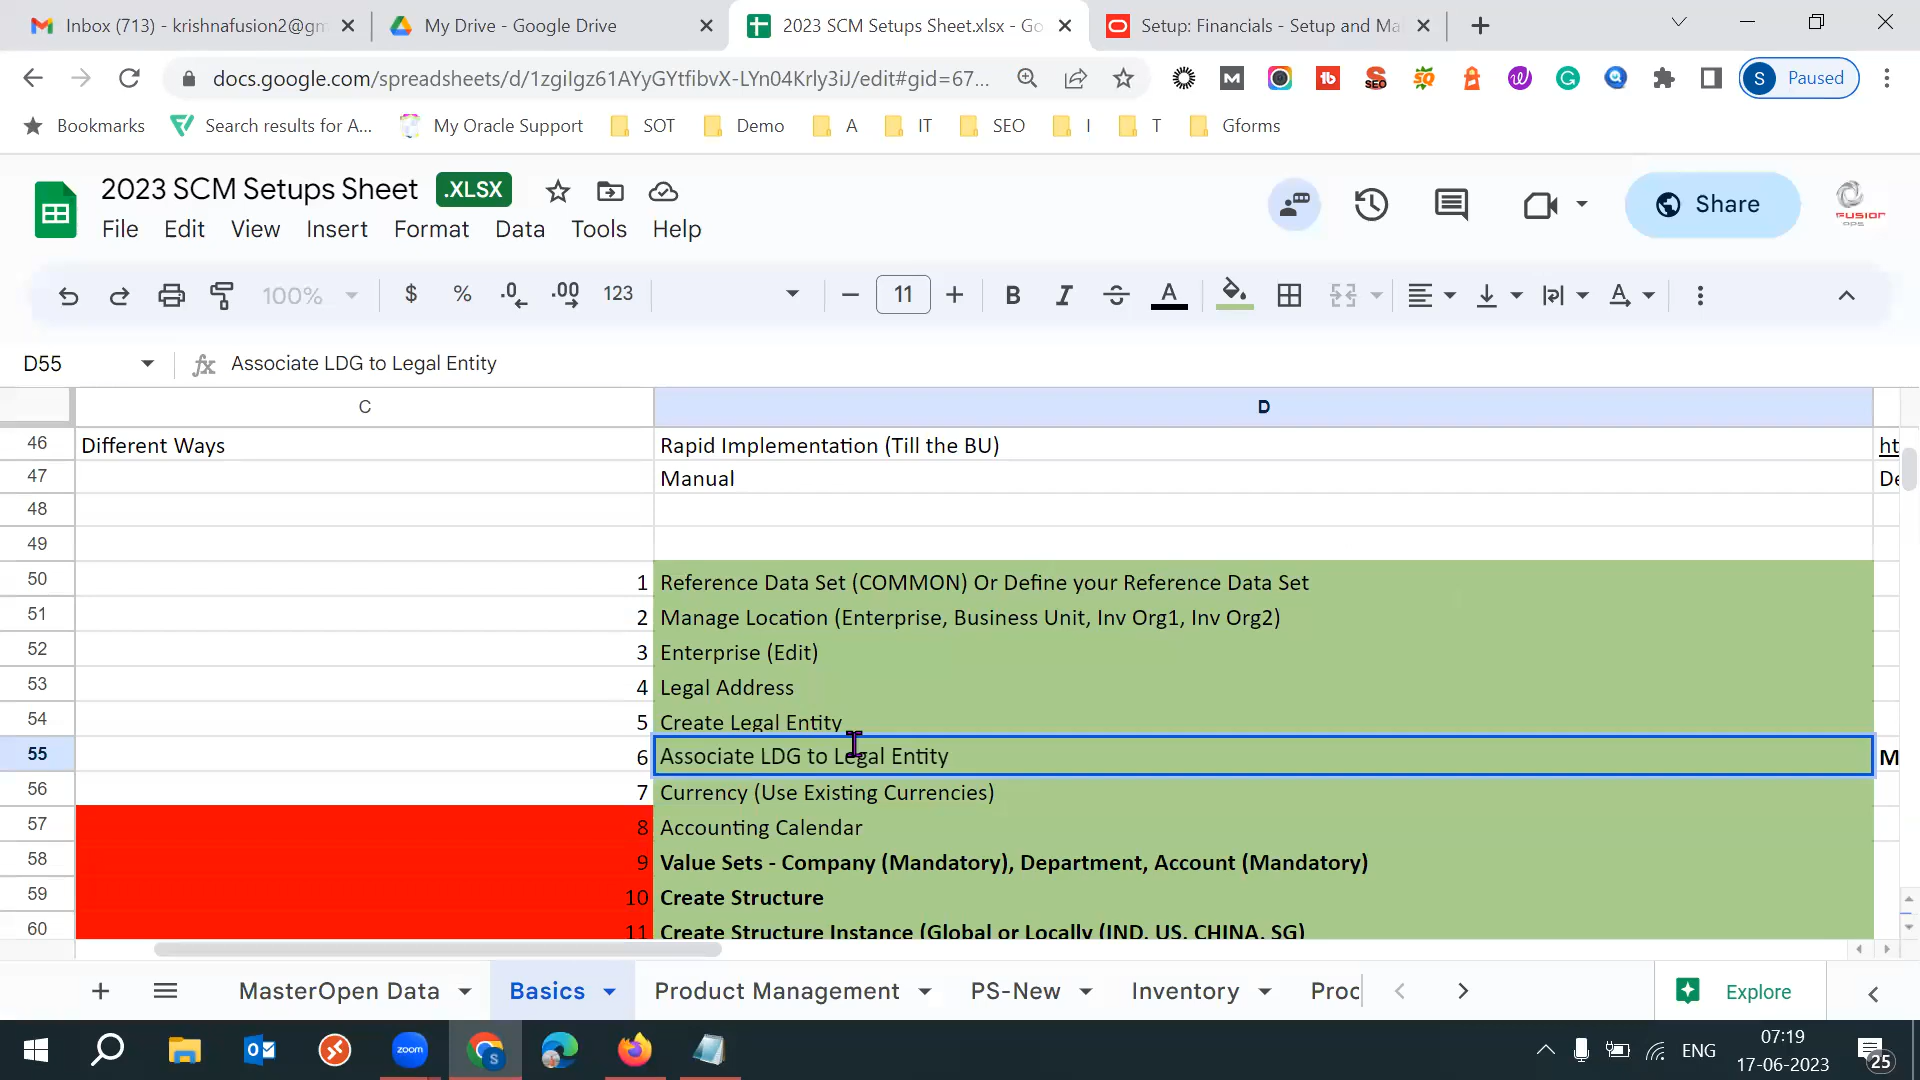 Inbox (713) - krishnafusion2@gm
My Drive - Google Drive
2023 SCM Setups Sheet.xlsx - Go
Setup: Financials - Setup and Ma
docs.google.com/spreadsheets/d/1zgiIgz61AYyGYtfibvX-LYn04Krly3iJ/edit#gid=67...
S Paused
Bookmarks
Search results for A...
My Oracle Support
SOT
Demo
A
IT
SEO
I
T
Gforms
2023 SCM Setups Sheet .XLSX
File Edit View Insert Format Data Tools Help
Share
100% $ % .0 .00 123 11 B I A
D55 fx Associate LDG to Legal Entity
C D
46 Different Ways Rapid Implementation (Till the BU) ht
47 Manual De
48
49
50 1 Reference Data Set (COMMON) Or Define your Reference Data Set
51 2 Manage Location (Enterprise, Business Unit, Inv Org1, Inv Org2)
52 3 Enterprise (Edit)
53 4 Legal Address
54 5 Create Legal Entity
55 6 Associate LDG to Legal Entity M
56 7 Currency (Use Existing Currencies)
57 8 Accounting Calendar
58 9 Value Sets - Company (Mandatory), Department, Account (Mandatory)
59 10 Create Structure
60 11 Create Structure Instance (Global or Locally (IND, US, CHINA, SG)
MasterOpen Data Basics Product Management PS-New Inventory Proc Explore
zoom
ENG
07:19
17-06-2023
25